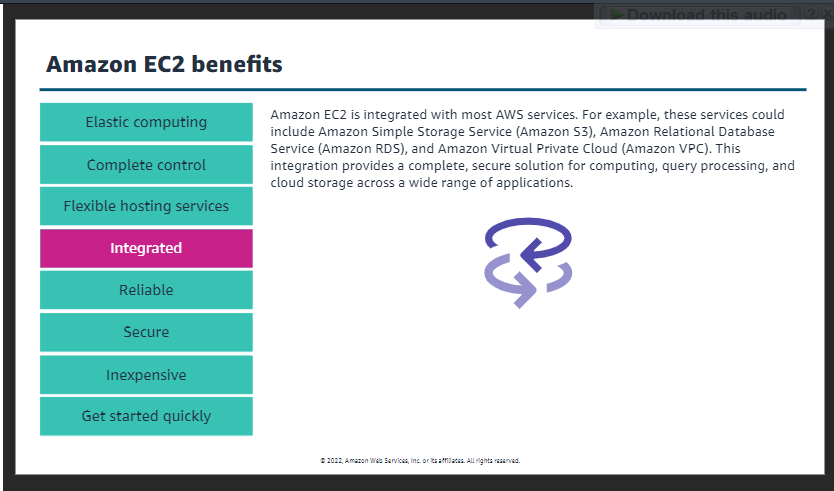 Download this audio ? X
Amazon EC2 benefits
Elastic computing
Complete control
Flexible hosting services
Integrated
Reliable
Secure
Inexpensive
Get started quickly
Amazon EC2 is integrated with most AWS services. For example, these services could
include Amazon Simple Storage Service (Amazon S3), Amazon Relational Database
Service (Amazon RDS), and Amazon Virtual Private Cloud (Amazon VPC). This
integration provides a complete, secure solution for computing, query processing, and
cloud storage across a wide range of applications.
© 2022, Amazon Web Services, Inc. or its affiliates. All rights reserved.